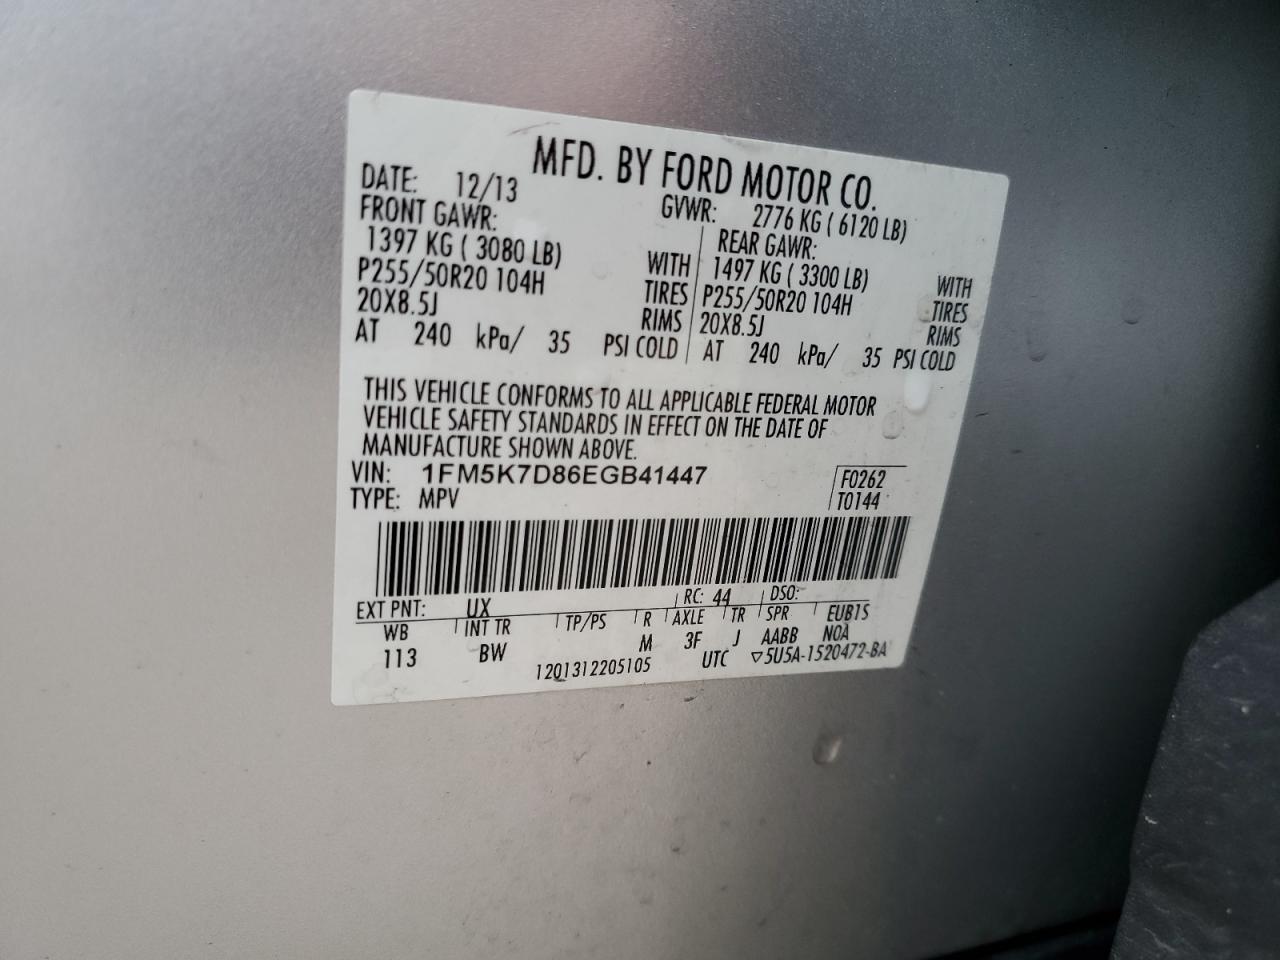 MFD. BY FORD MOTOR CO.
DATE: 12/13 GVWR: 2776 KG ( 6120 LB)
FRONT GAWR: REAR GAWR:
1397 KG ( 3080 LB) WITH 1497 KG ( 3300 LB) WITH
P255/50R20 104H TIRES P255/50R20 104H TIRES
20X8.5J RIMS 20X8.5J RIMS
AT 240 kPa/ 35 PSI COLD AT 240 kPa/ 35 PSI COLD
THIS VEHICLE CONFORMS TO ALL APPLICABLE FEDERAL MOTOR
VEHICLE SAFETY STANDARDS IN EFFECT ON THE DATE OF
MANUFACTURE SHOWN ABOVE.
VIN: 1FM5K7D86EGB41447 F0262
TYPE: MPV T0144
EXT PNT: UX RC: 44 DSO:
WB INT TR TP/PS R AXLE TR SPR EUB1S
113 BW M 3F J AABB NOA
1201312205105 UTC ▽5U5A-1520472-BA